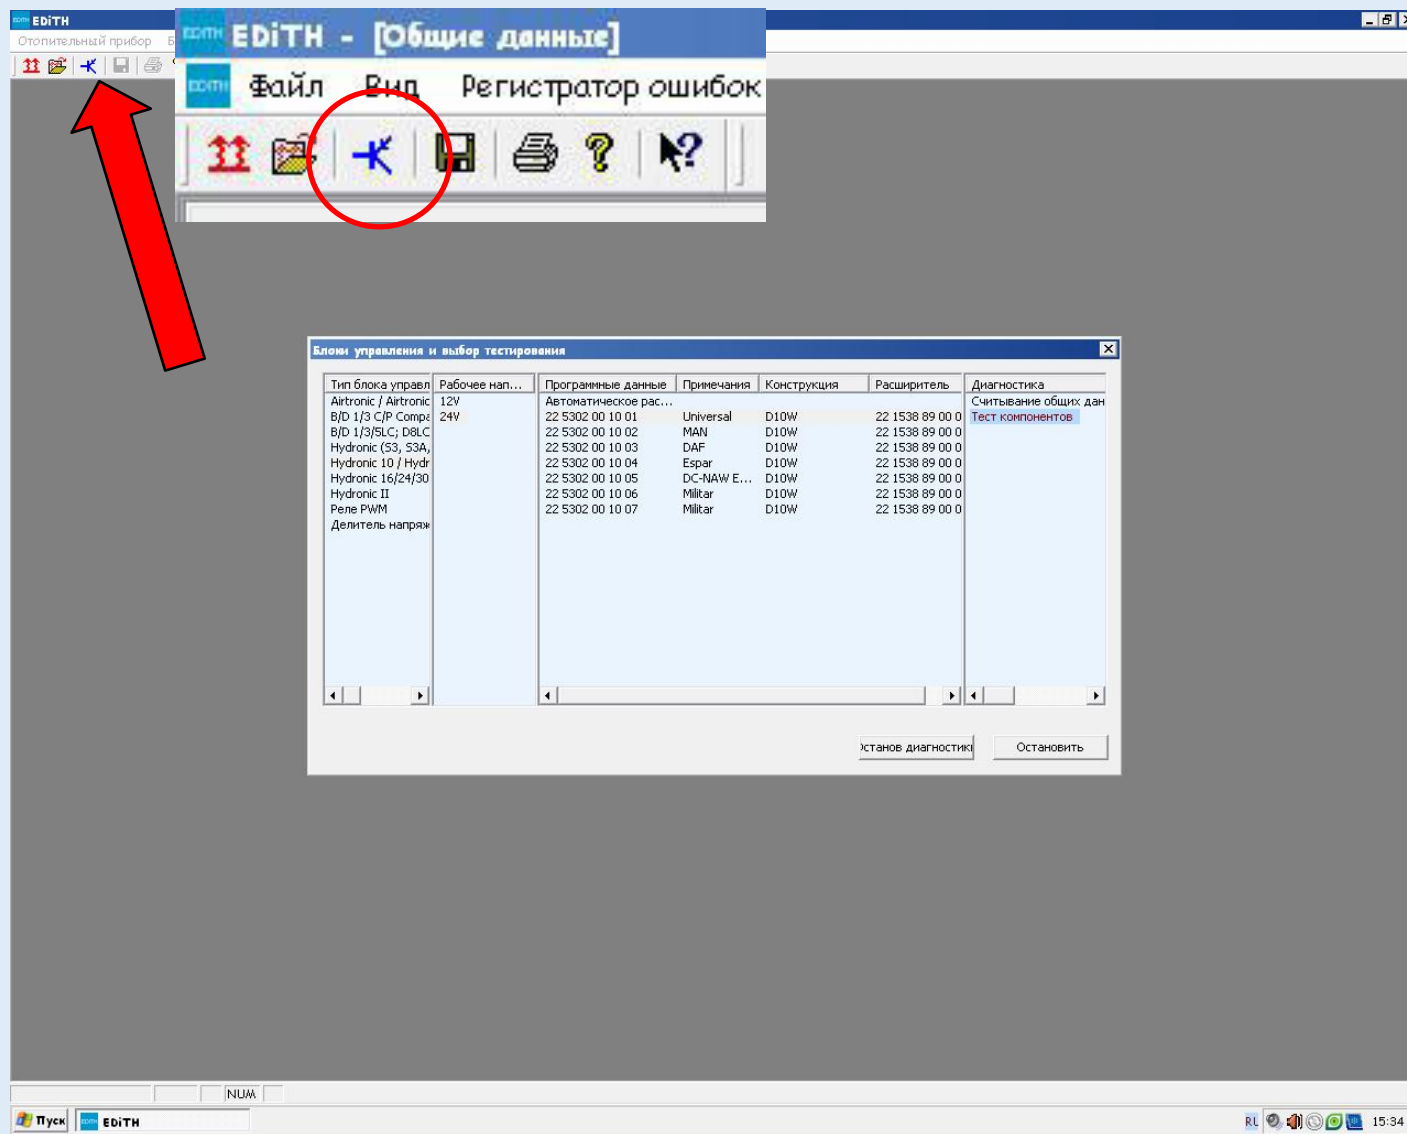 EDiTH
Отопительный прибор
EDiTH - [Общие данные]
Файл Вид Регистратор ошибок
Блоки управления и выбор тестирования
Тип блока управл Рабочее нап... Программные данные Примечания Конструкция Расширитель Диагностика
Airtronic / Airtronic 12V Автоматическое рас... Считывание общих дан
B/D 1/3 C/P Compa 24V 22 5302 00 10 01 Universal D10W 22 1538 89 00 0 Тест компонентов
B/D 1/3/5LC; D8LC 22 5302 00 10 02 MAN D10W 22 1538 89 00 0
Hydronic (S3, S3A, 22 5302 00 10 03 DAF D10W 22 1538 89 00 0
Hydronic 10 / Hydr 22 5302 00 10 04 Espar D10W 22 1538 89 00 0
Hydronic 16/24/30 22 5302 00 10 05 DC-NAW E... D10W 22 1538 89 00 0
Hydronic II 22 5302 00 10 06 Militar D10W 22 1538 89 00 0
Реле PWM 22 5302 00 10 07 Militar D10W 22 1538 89 00 0
Делитель напряж
останов диагностики Остановить
NUM
Пуск EDiTH RU 15:34